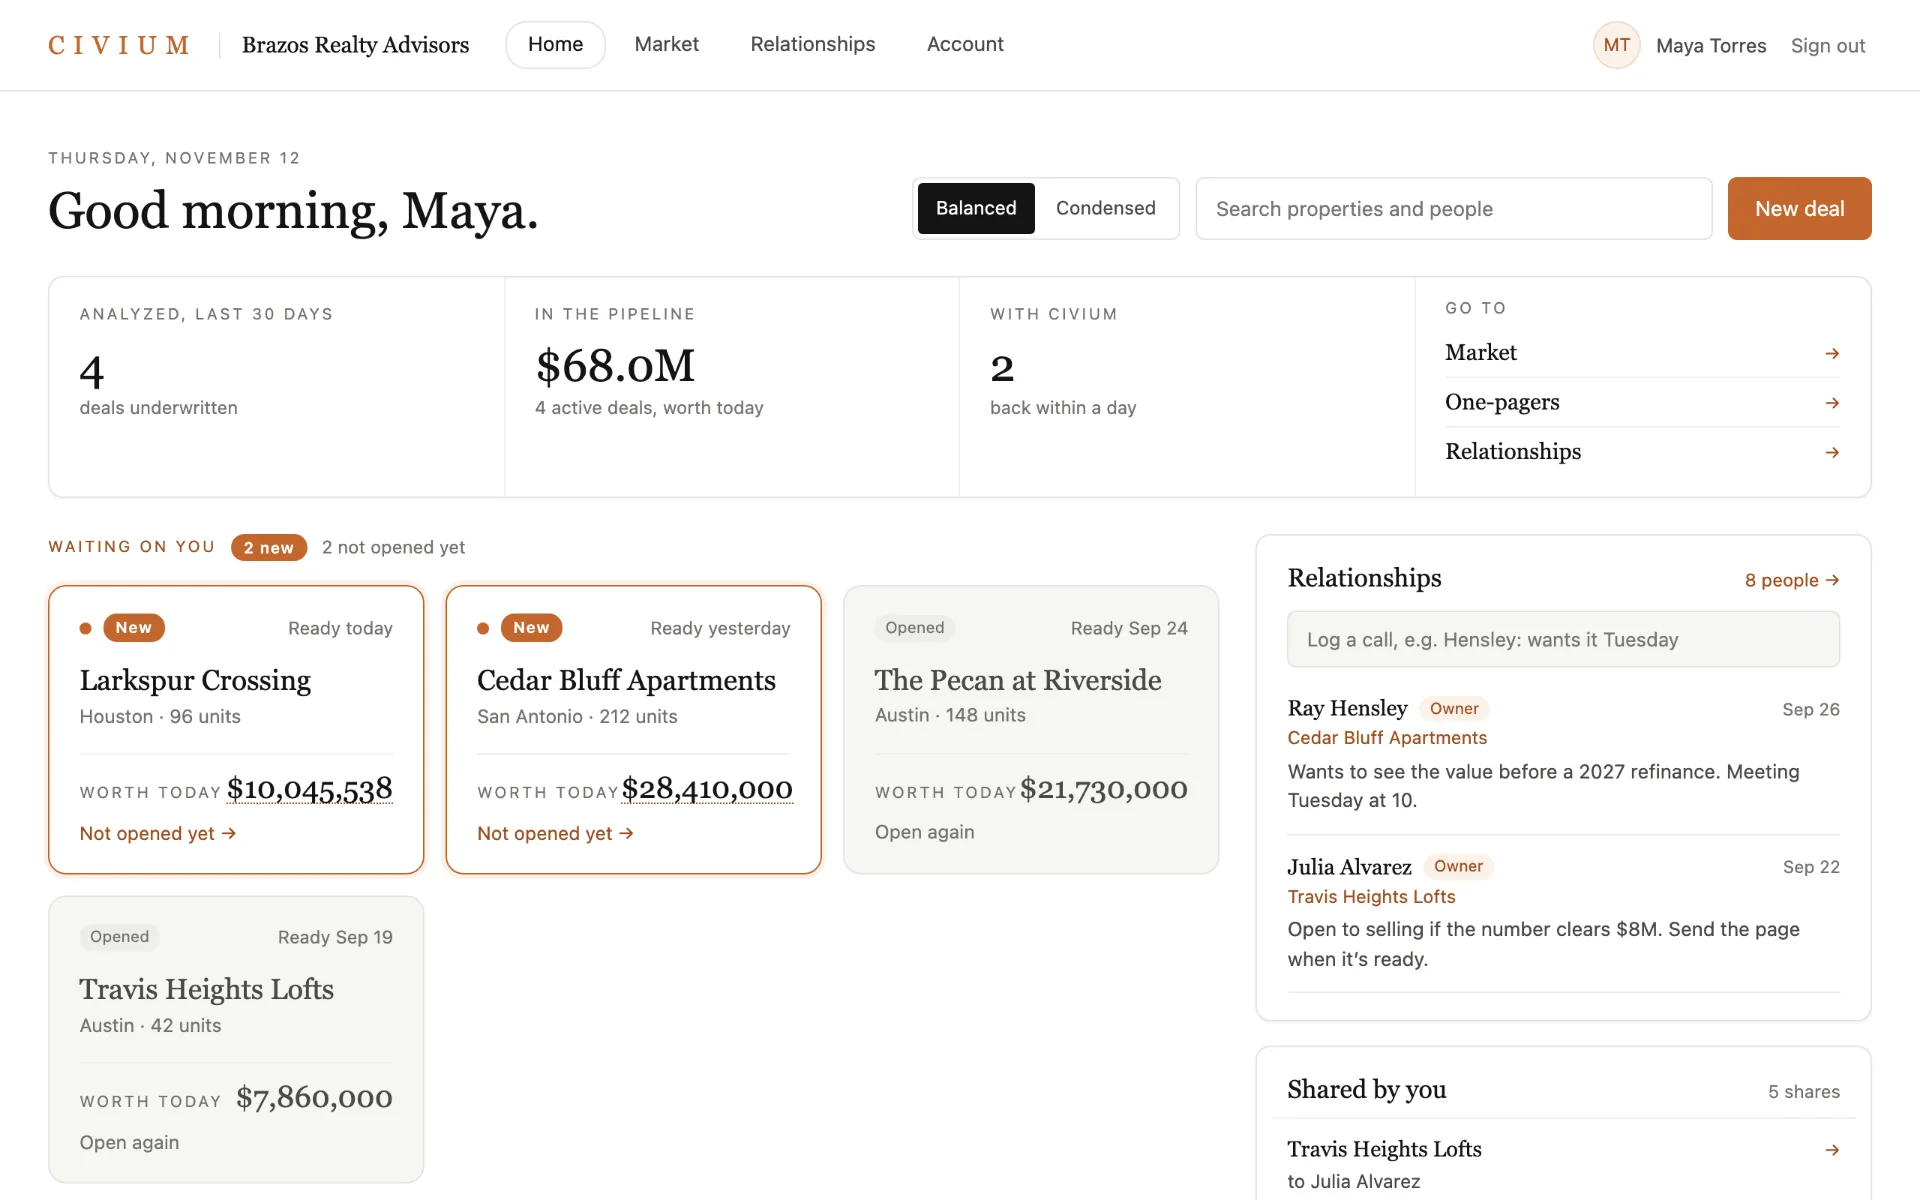 CIVIUM
Brazos Realty Advisors
Home
Market
Relationships
Account
MT
Maya Torres
Sign out
THURSDAY, NOVEMBER 12
Good morning, Maya.
Balanced
Condensed
Search properties and people
New deal
ANALYZED, LAST 30 DAYS
4
deals underwritten
IN THE PIPELINE
$68.0M
4 active deals, worth today
WITH CIVIUM
2
back within a day
GO TO
Market →
One-pagers →
Relationships →
WAITING ON YOU
2 new
2 not opened yet
New
Ready today
Larkspur Crossing
Houston · 96 units
WORTH TODAY $10,045,538
Not opened yet →
New
Ready yesterday
Cedar Bluff Apartments
San Antonio · 212 units
WORTH TODAY $28,410,000
Not opened yet →
Opened
Ready Sep 24
The Pecan at Riverside
Austin · 148 units
WORTH TODAY $21,730,000
Open again
Opened
Ready Sep 19
Travis Heights Lofts
Austin · 42 units
WORTH TODAY $7,860,000
Open again
Relationships
8 people →
Log a call, e.g. Hensley: wants it Tuesday
Ray Hensley Owner Sep 26
Cedar Bluff Apartments
Wants to see the value before a 2027 refinance. Meeting
Tuesday at 10.
Julia Alvarez Owner Sep 22
Travis Heights Lofts
Open to selling if the number clears $8M. Send the page
when it's ready.
Shared by you
5 shares
Travis Heights Lofts →
to Julia Alvarez